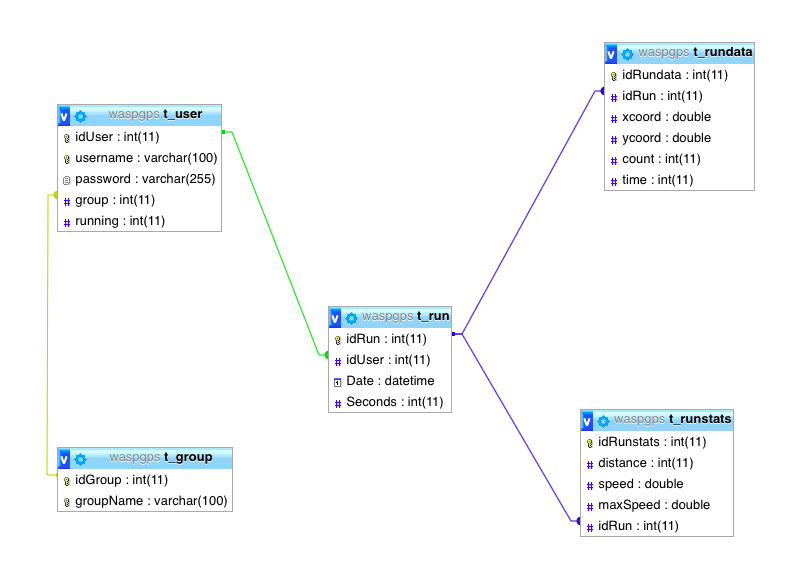 v waspgps t_rundata
idRundata : int(11)
idRun : int(11)
xcoord : double
ycoord : double
count : int(11)
time : int(11)
v waspgps t_user
idUser : int(11)
username : varchar(100)
password : varchar(255)
# group : int(11)
# running : int(11)
v waspgps t_run
idRun : int(11)
# idUser : int(11)
Date : datetime
# Seconds : int(11)
v waspgps t_group
idGroup : int(11)
groupName : varchar(100)
v waspgps t_runstats
idRunstats : int(11)
# distance : int(11)
# speed : double
# maxSpeed : double
# idRun : int(11)